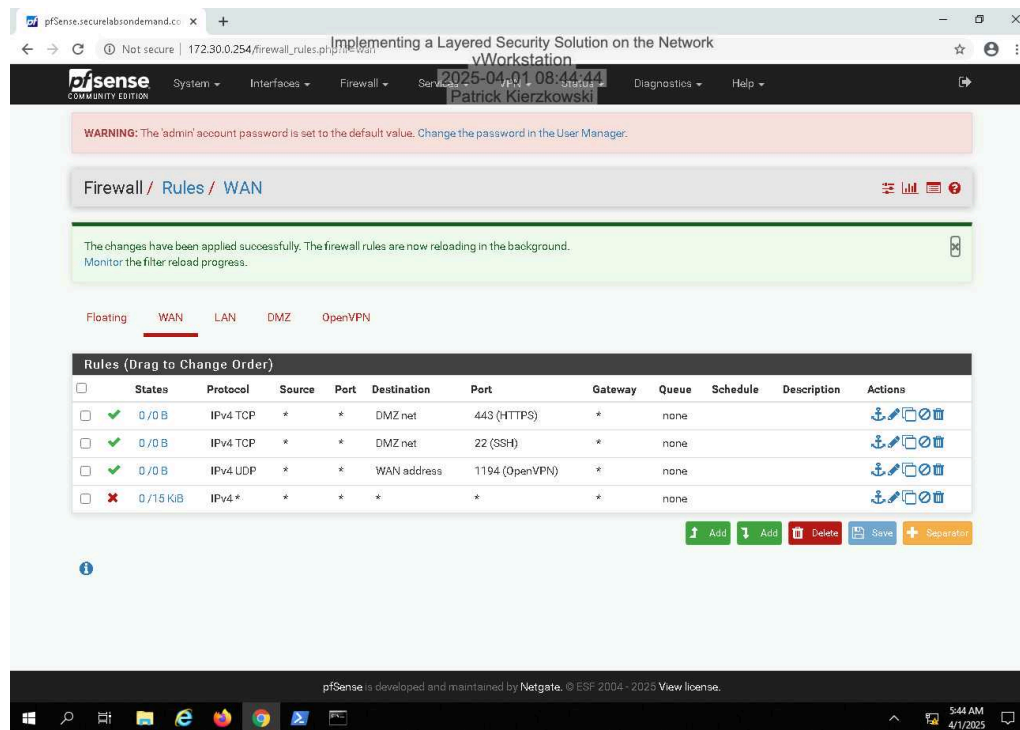 pfSense.securelabsondemand.co
Not secure | 172.30.0.254/firewall_rules.php?if=wan
Implementing a Layered Security Solution on the Network
vWorkstation
2025-04-01 08:44:44
Patrick Kierzkowski
pfsense
COMMUNITY EDITION
System Interfaces Firewall Services VPN Status Diagnostics Help
WARNING: The 'admin' account password is set to the default value. Change the password in the User Manager.
Firewall / Rules / WAN
The changes have been applied successfully. The firewall rules are now reloading in the background.
Monitor the filter reload progress.
Floating WAN LAN DMZ OpenVPN
Rules (Drag to Change Order)
States Protocol Source Port Destination Port Gateway Queue Schedule Description Actions
0/0 B IPv4 TCP * * DMZ net 443 (HTTPS) * none
0/0 B IPv4 TCP * * DMZ net 22 (SSH) * none
0/0 B IPv4 UDP * * WAN address 1194 (OpenVPN) * none
0/15 KiB IPv4 * * * * * * none
Add Add Delete Save Separator
pfSense is developed and maintained by Netgate. © ESF 2004 - 2025 View license.
5:44 AM
4/1/2025